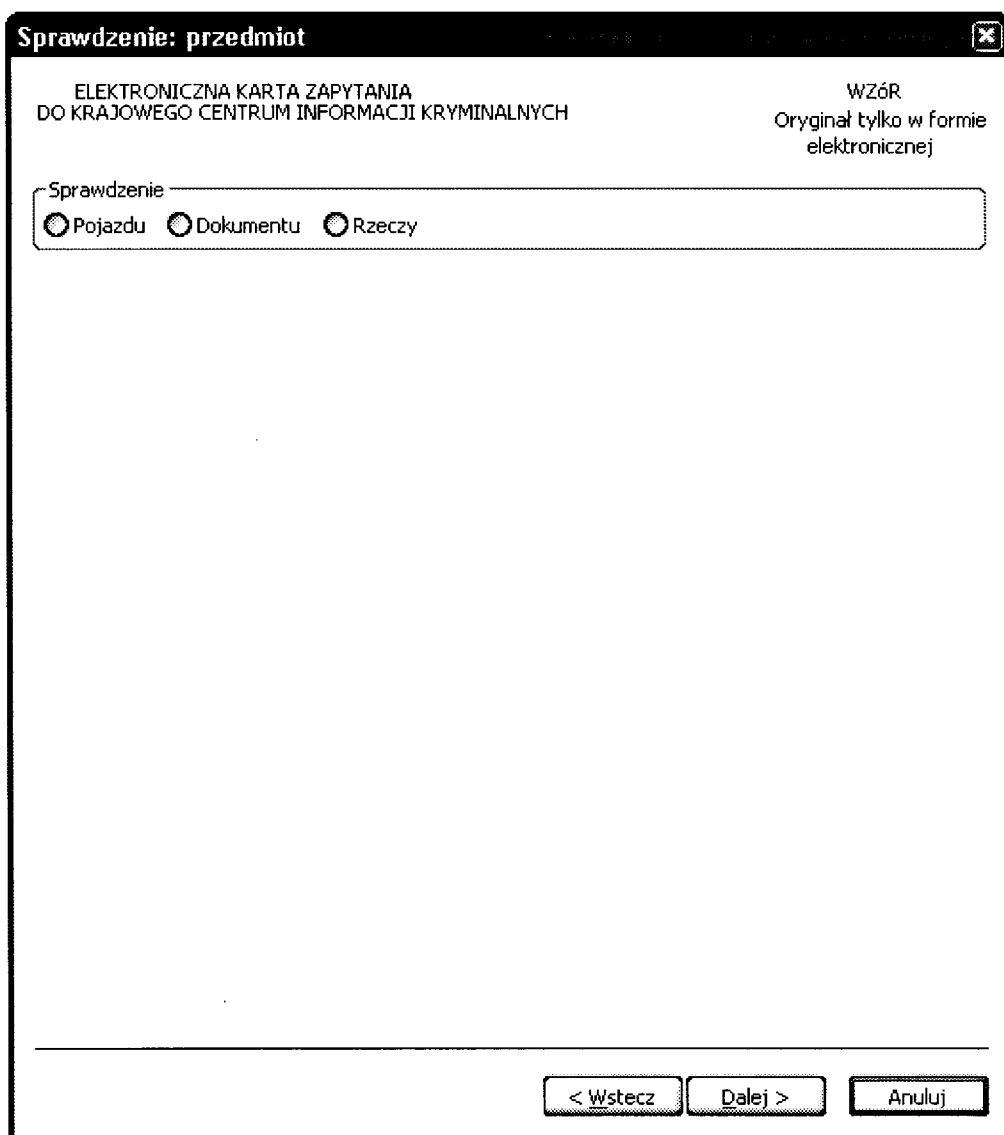 Sprawdzenie: przedmiot
ELEKTRONICZNA KARTA ZAPYTANIA
DO KRAJOWEGO CENTRUM INFORMACJI KRYMINALNYCH
WZóR
Oryginał tylko w formie
elektronicznej
Sprawdzenie
Pojazdu Dokumentu Rzeczy
< Wstecz Dalej > Anuluj